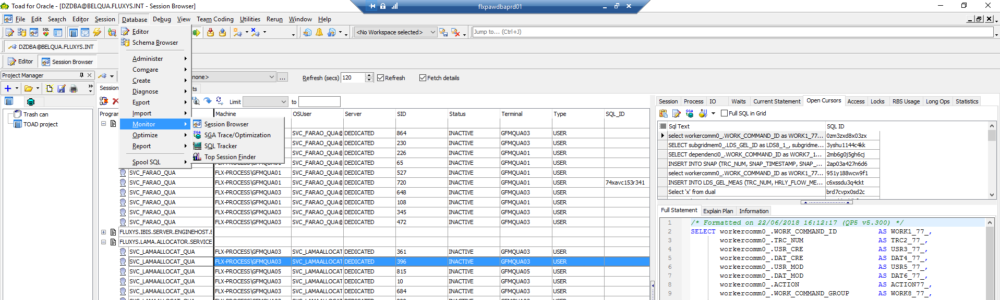 Toad for Oracle - [DZDBA@BELQUA.FLUXYS.INT - Session Browser]
flxpawdbaprd01
File Edit Search Editor Session Database Debug View Team Coding Utilities Rerun Window Help
SQL
<No Workspace selected>
Jump to... (Ctrl+J)
DZDBA@BELQUA.FLUXYS.INT
Editor Session Browser
Editor
Schema Browser
Administer
Compare
Create
Diagnose
Export
Import
Monitor
Optimize
Report
Spool SQL
Session Browser
SGA Trace/Optimization
SQL Tracker
Top Session Finder
Project Manager
Trash can
TOAD project
none> ... Refresh (secs) 120 Refresh Fetch details
Session ts
Limit to
Program Machine OSUser Server SID Status Terminal Type SQL_ID
SVC_FARAO_QUA@ DEDICATED 864 INACTIVE GFMQUA03 USER
SVC_FARAO_QUA@ DEDICATED 230 INACTIVE GFMQUA03 USER
SVC_FARAO_QUA@ DEDICATED 226 INACTIVE GFMQUA01 USER
FLX-PROCESS\GFMQUA01 SVC_FARAO_QUA@ DEDICATED 65 INACTIVE GFMQUA01 USER
SVC_FARAO_QUA FLX-PROCESS\GFMQUA01 SVC_FARAO_QUA@ DEDICATED 527 INACTIVE GFMQUA01 USER
SVC_FARAO_QUA FLX-PROCESS\GFMQUA01 SVC_FARAO_QUA@ DEDICATED 720 INACTIVE GFMQUA01 USER 74xavc153r341
SVC_FARAO_QUA FLX-PROCESS\GFMQUA03 SVC_FARAO_QUA@ DEDICATED 648 INACTIVE GFMQUA03 USER
SVC_FARAO_QUA FLX-PROCESS\GFMQUA01 SVC_FARAO_QUA@ DEDICATED 108 INACTIVE GFMQUA01 USER
SVC_FARAO_QUA FLX-PROCESS\GFMQUA03 SVC_FARAO_QUA@ DEDICATED 345 INACTIVE GFMQUA03 USER
SVC_FARAO_QUA FLX-PROCESS\GFMQUA03 SVC_FARAO_QUA@ DEDICATED 472 INACTIVE GFMQUA03 USER
FLUXYS.IBIS.SERVER.ENGINEHOST.E
FLUXYS.LAMA.ALLOCATOR.SERVICE
SVC_LAMAALLOCAT_QUA FLX-PROCESS\GFMQUA03 SVC_LAMAALLOCAT DEDICATED 361 INACTIVE GFMQUA03 USER
SVC_LAMAALLOCAT_QUA FLX-PROCESS\GFMQUA03 SVC_LAMAALLOCAT DEDICATED 396 INACTIVE GFMQUA03 USER
SVC_LAMAALLOCAT_QUA FLX-PROCESS\GFMQUA05 SVC_LAMAALLOCAT DEDICATED 815 INACTIVE GFMQUA05 USER
SVC_LAMAALLOCAT_QUA FLX-PROCESS\GFMQUA03 SVC_LAMAALLOCAT DEDICATED 10 INACTIVE GFMQUA03 USER
SVC_LAMAALLOCAT_QUA FLX-PROCESS\GFMQUA03 SVC_LAMAALLOCAT DEDICATED 684 INACTIVE GFMQUA03 USER
Session Process IO Waits Current Statement Open Cursors Access Locks RBS Usage Long Ops Statistics
Full SQL in Grid
Sql Text SQL ID
select workercomm0_.WORK_COMMAND_ID as WORK1_77... 0zm3zxd8x03zx
SELECT subgridmem0_.LDS_GEL_ID as LDS8_1_, subgridme... 3yshu1144c4kk
SELECT dependenci0_.WORK_COMMAND_ID as WORK7_1... 2mb6g0j5gh6cj
INSERT INTO SNAP (TRC_NUM, SNAP_TIMESTAMP, SNAP_... 2ap03a427n6d6
select workercomm0_.WORK_COMMAND_ID as WORK1_77... 951y188wcw9f1
INSERT INTO LDS_GEL_MEAS (TRC_NUM, HRLY_FLOW_ME... c6xssdu3q4ckt
Select 'x' from dual brd7cvpx0sd2c
Full Statement Explain Plan Information
1 /* Formatted on 22/06/2018 16:12:17 (QP5 v5.300) */
2 SELECT workercomm0_.WORK_COMMAND_ID AS WORK1_77_,
3 workercomm0_.TRC_NUM AS TRC2_77_,
4 workercomm0_.USR_CRE AS USR3_77_,
5 workercomm0_.DAT_CRE AS DAT4_77_,
6 workercomm0_.USR_MOD AS USR5_77_,
7 workercomm0_.DAT_MOD AS DAT6_77_,
8 workercomm0_.ACTION AS ACTION77_,
9 workercomm0_.WORK_COMMAND_GROUP AS WORK8_77_,